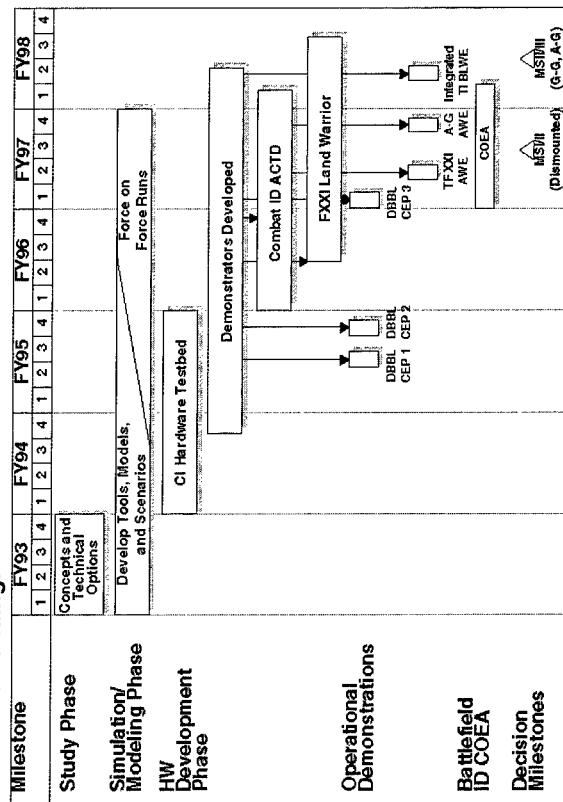 Milestone FY93 FY94 FY95 FY96 FY97 FY98
1 2 3 4 1 2 3 4 1 2 3 4 1 2 3 4 1 2 3 4 1 2 3 4
Study Phase
Concepts and
Technical
Options
Simulation/
Modeling Phase
Develop Tools, Models,
and Scenarios
Force on
Force Runs
HW
Development
Phase
CI Hardware Testbed
Demonstrators Developed
Combat ID ACTD
FXXI Land Warrior
Operational
Demonstrations
DBBL
CEP 1
DBBL
CEP 2
DBBL
CEP 3
TF XXI
AWE
A-G
AWE
Integrated
TI BLWE
Battlefield
ID COEA
COEA
Decision
Milestones
MSI/II
(Dismounted)
MSI/II/III
(G-G, A-G)